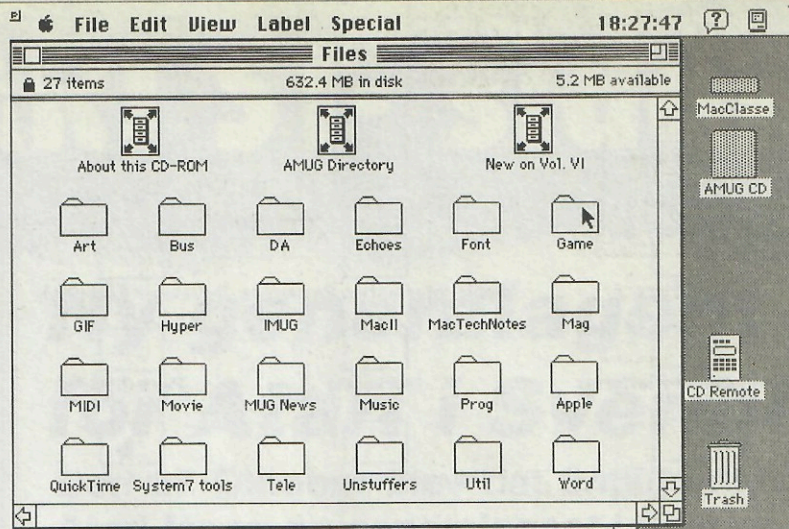 File Edit View Label Special 18:27:47
Files
27 items 632.4 MB in disk 5.2 MB available
MacClasse
About this CD-ROM AMUG Directory New on Vol. VI
AMUG CD
Art Bus DA Echoes Font Game
GIF Hyper IMUG MacII MacTechNotes Mag
MIDI Movie MUG News Music Prog Apple
CD Remote
QuickTime System7 tools Tele Unstuffers Util Word
Trash